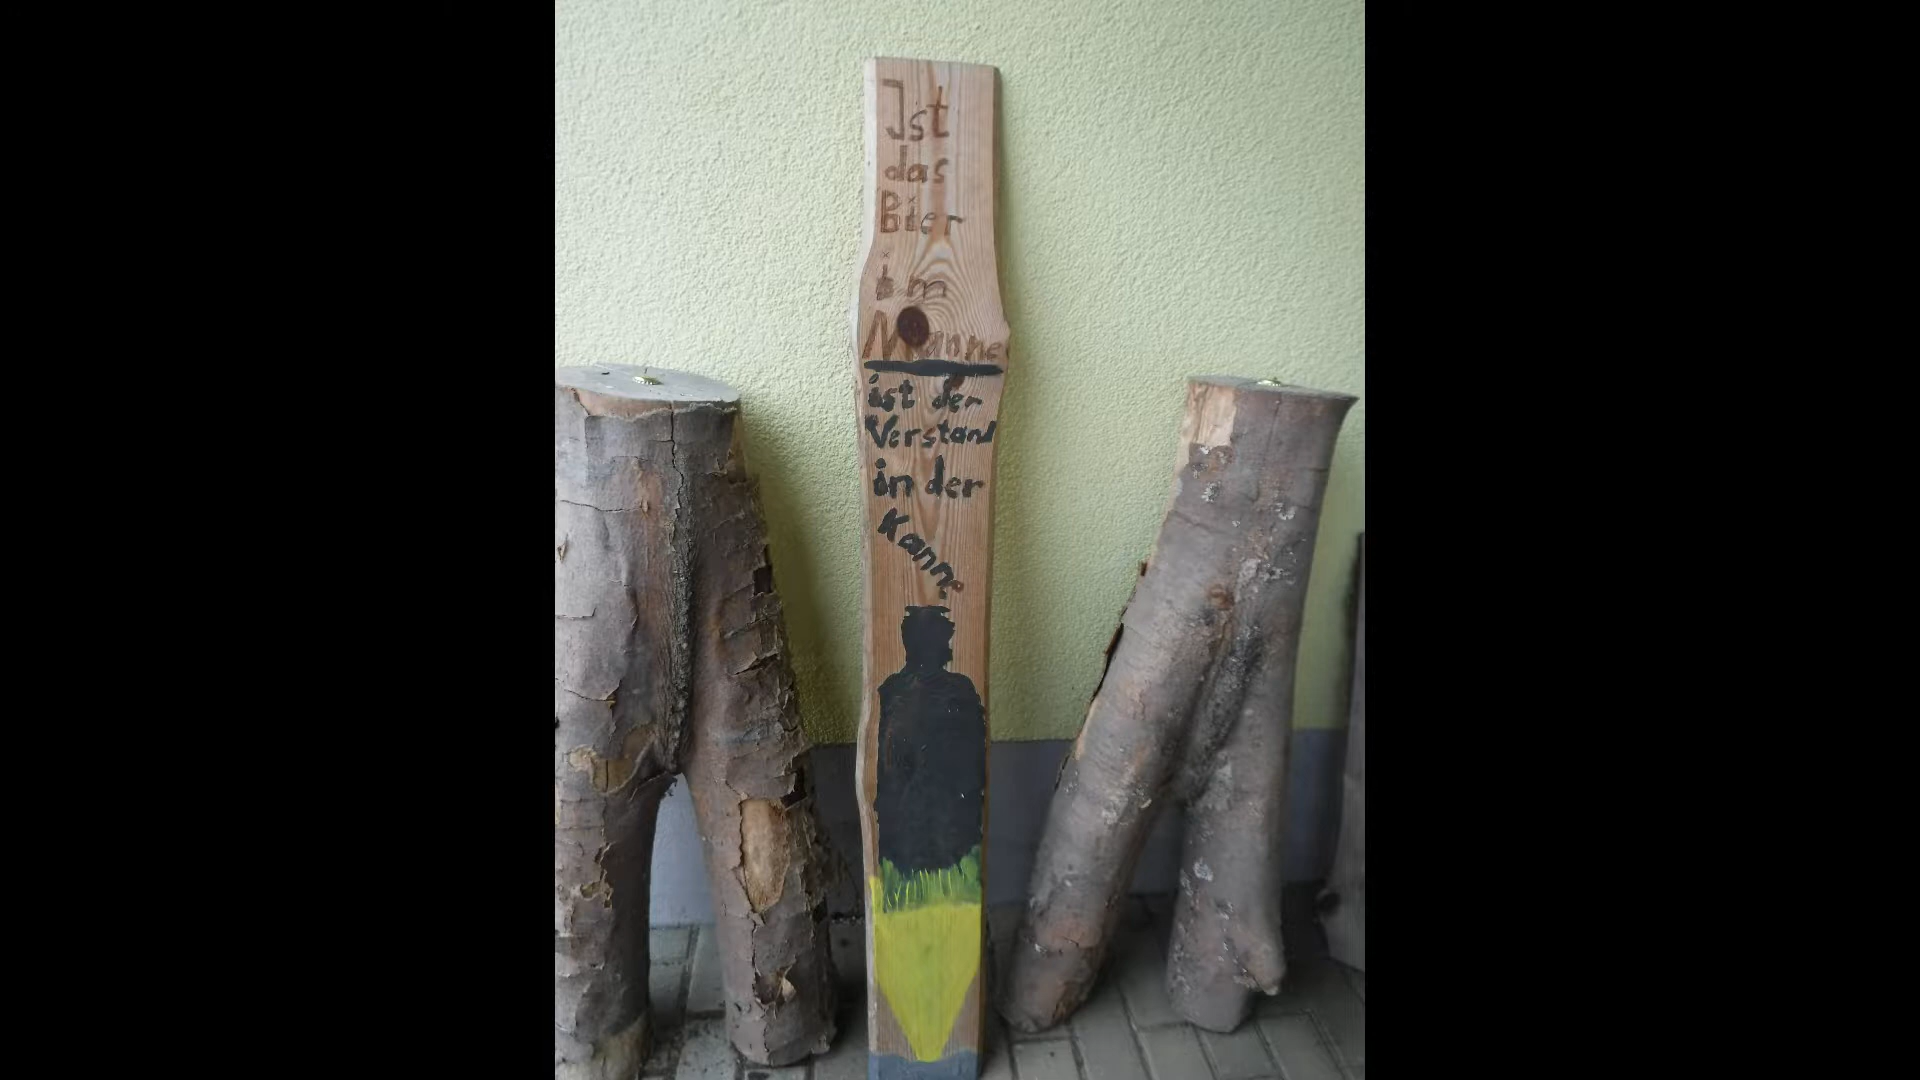 Ist
das
Bier
im
Manne
ist der
Verstand
in der
Kanne